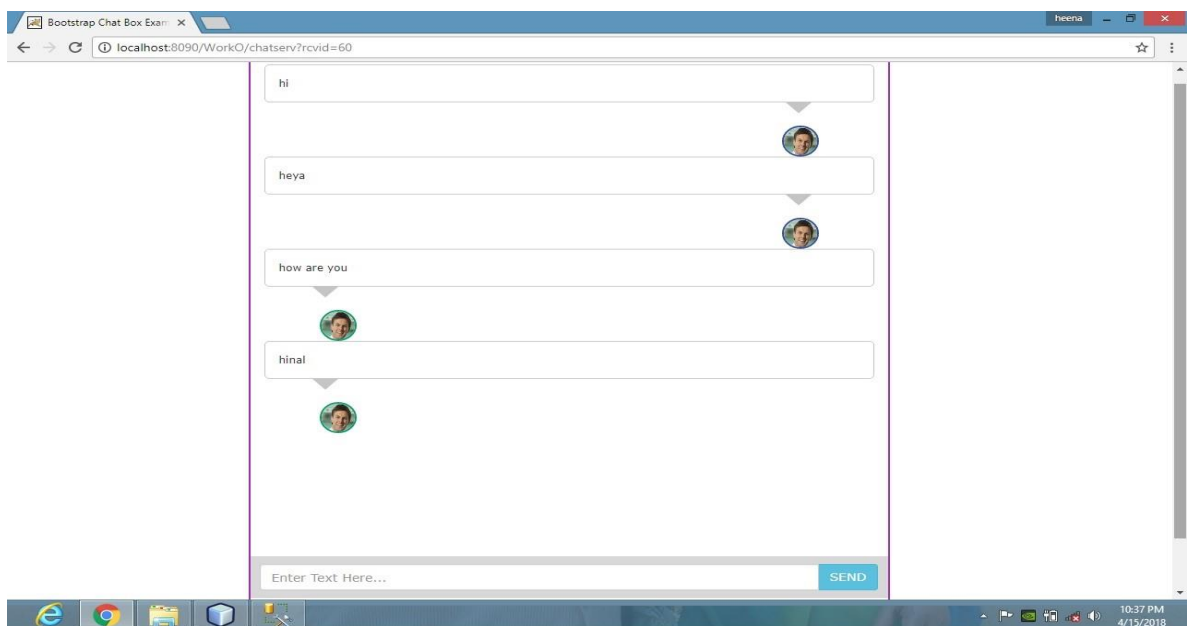 Bootstrap Chat Box Exam
heena
localhost:8090/WorkO/chatserv?rcvid=60
hi
heya
how are you
hinal
Enter Text Here...
SEND
10:37 PM
4/15/2018